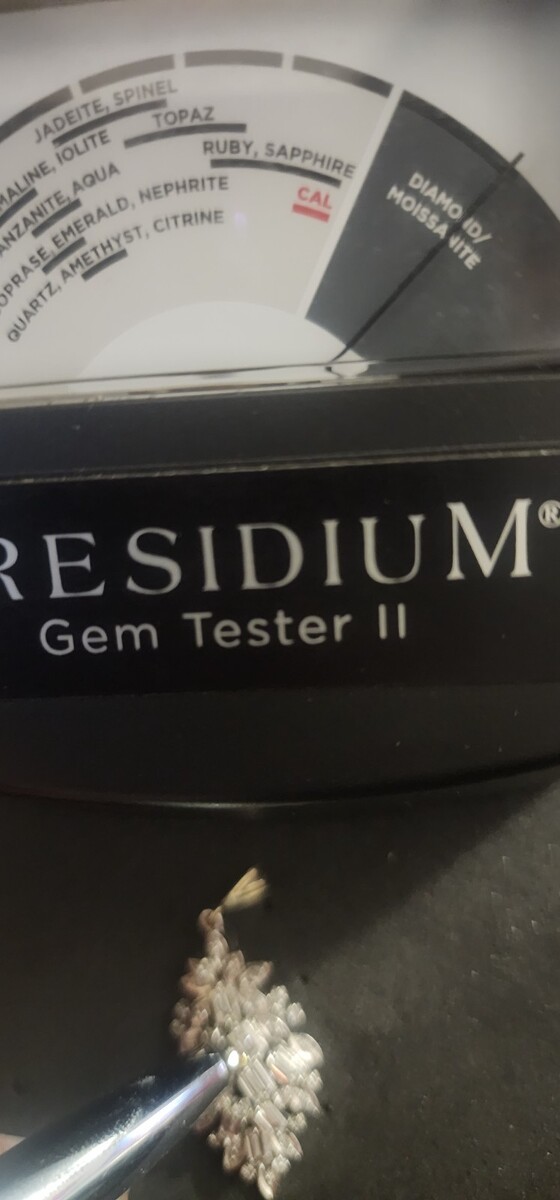 JADEITE, SPINEL
TOPAZ
MALINE, IOLITE
RUBY, SAPPHIRE
ANZANITE, AQUA
CAL
DIAMOND/
MOISSANITE
OPRASE, EMERALD, NEPHRITE
QUARTZ, AMETHYST, CITRINE
RESIDIUM®
Gem Tester II